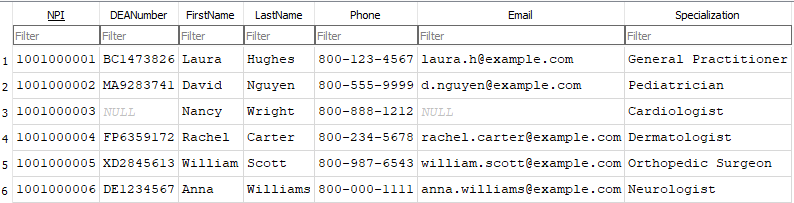 NPI DEANumber FirstName LastName Phone Email Specialization
Filter Filter Filter Filter Filter Filter Filter
1 1001000001 BC1473826 Laura Hughes 800-123-4567 laura.h@example.com General Practitioner
2 1001000002 MA9283741 David Nguyen 800-555-9999 d.nguyen@example.com Pediatrician
3 1001000003 NULL Nancy Wright 800-888-1212 NULL Cardiologist
4 1001000004 FP6359172 Rachel Carter 800-234-5678 rachel.carter@example.com Dermatologist
5 1001000005 XD2845613 William Scott 800-987-6543 william.scott@example.com Orthopedic Surgeon
6 1001000006 DE1234567 Anna Williams 800-000-1111 anna.williams@example.com Neurologist